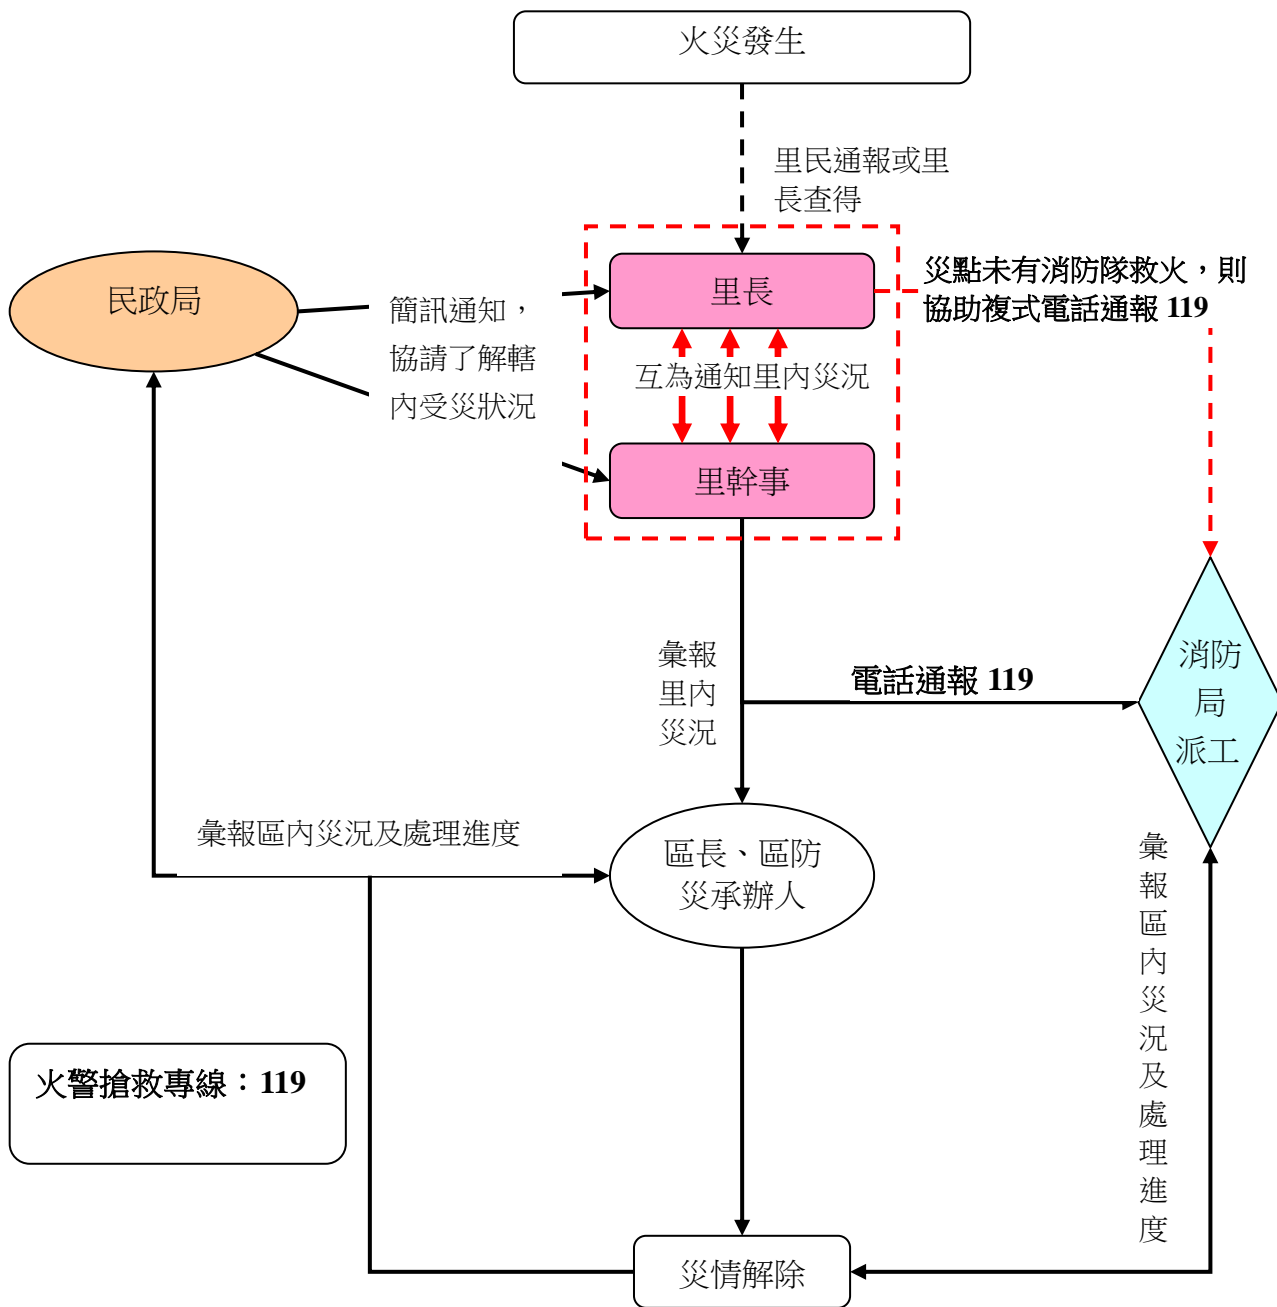 火災發生
里民通報或里
長查得
民政局
簡訊通知，
協請了解轄
內受災狀況
里長
災點未有消防隊救火，則
協助複式電話通報 119
互為通知里內災況
里幹事
彙報
里內
災況
電話通報 119
消防
局
派工
彙報區內災況及處理進度
區長、區防
災承辦人
彙報區內災況及處理進度
火警搶救專線：119
災情解除